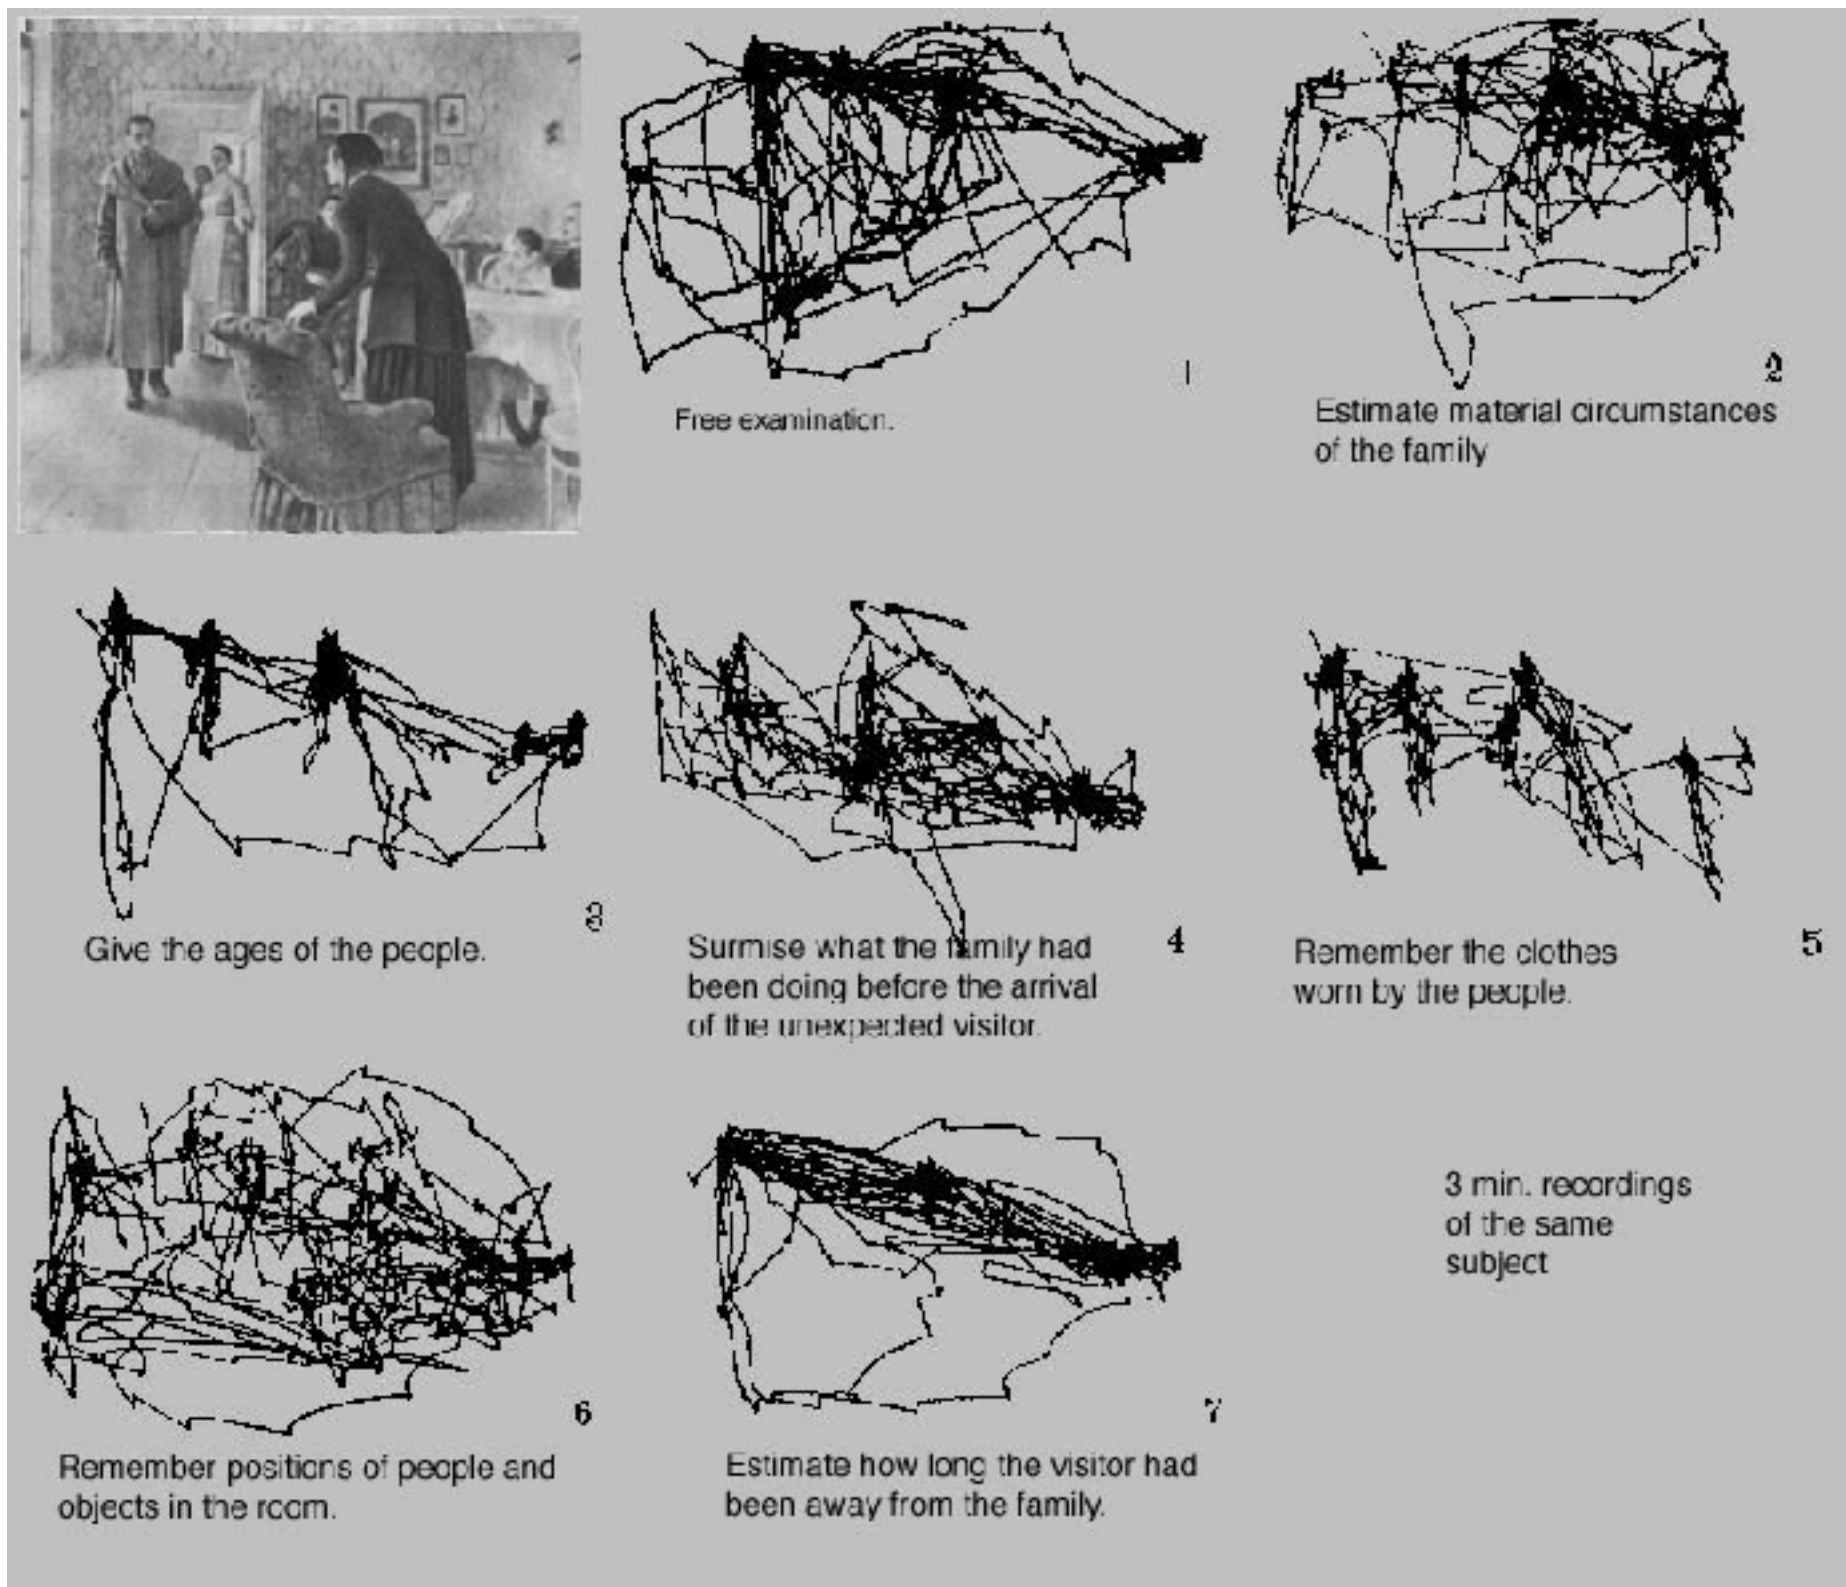 1
Free examination.
2
Estimate material circumstances
of the family
3
Give the ages of the people.
4
Surmise what the family had
been doing before the arrival
of the unexpected visitor.
5
Remember the clothes
worn by the people.
6
Remember positions of people and
objects in the room.
7
Estimate how long the visitor had
been away from the family.
3 min. recordings
of the same
subject